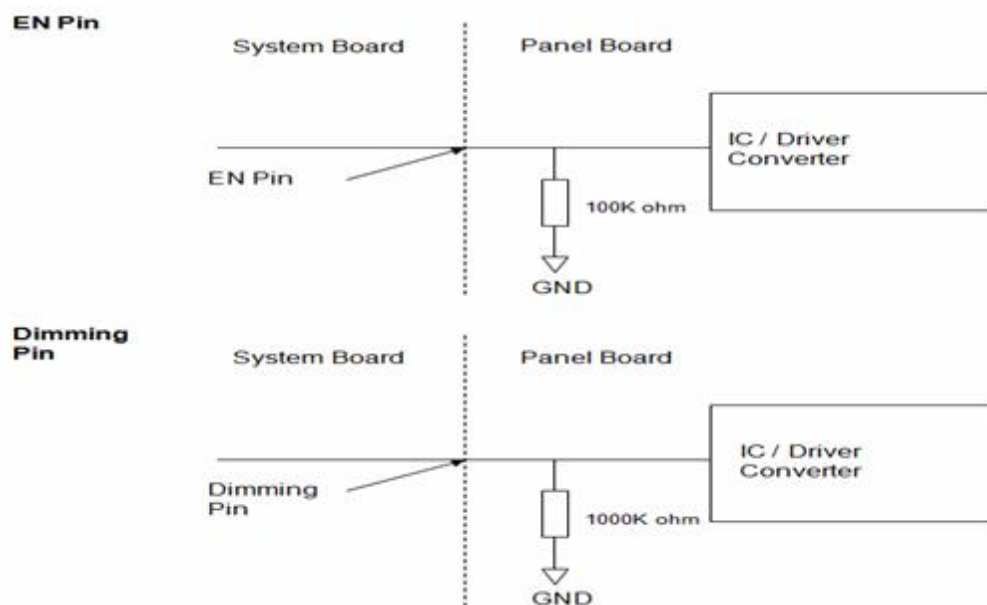 EN Pin
System Board
Panel Board
IC / Driver
Converter
EN Pin
100K ohm
GND
Dimming
Pin
System Board
Panel Board
IC / Driver
Converter
Dimming
Pin
1000K ohm
GND